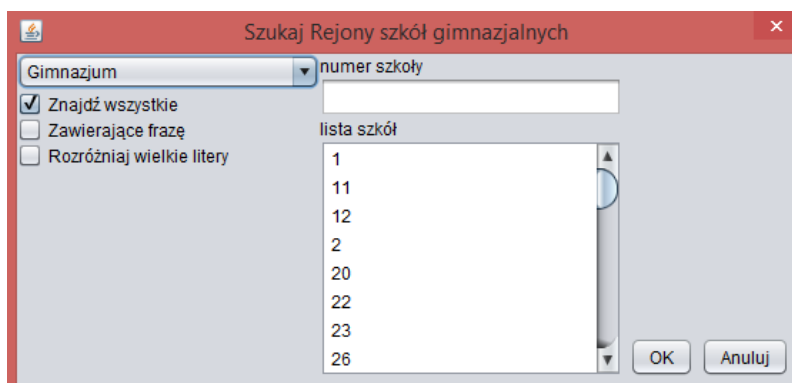 Szukaj Rejony szkół gimnazjalnych
Gimnazjum
Znajdź wszystkie
Zawierające frazę
Rozróżniaj wielkie litery
numer szkoły
lista szkół
1
11
12
2
20
22
23
26
OK
Anuluj